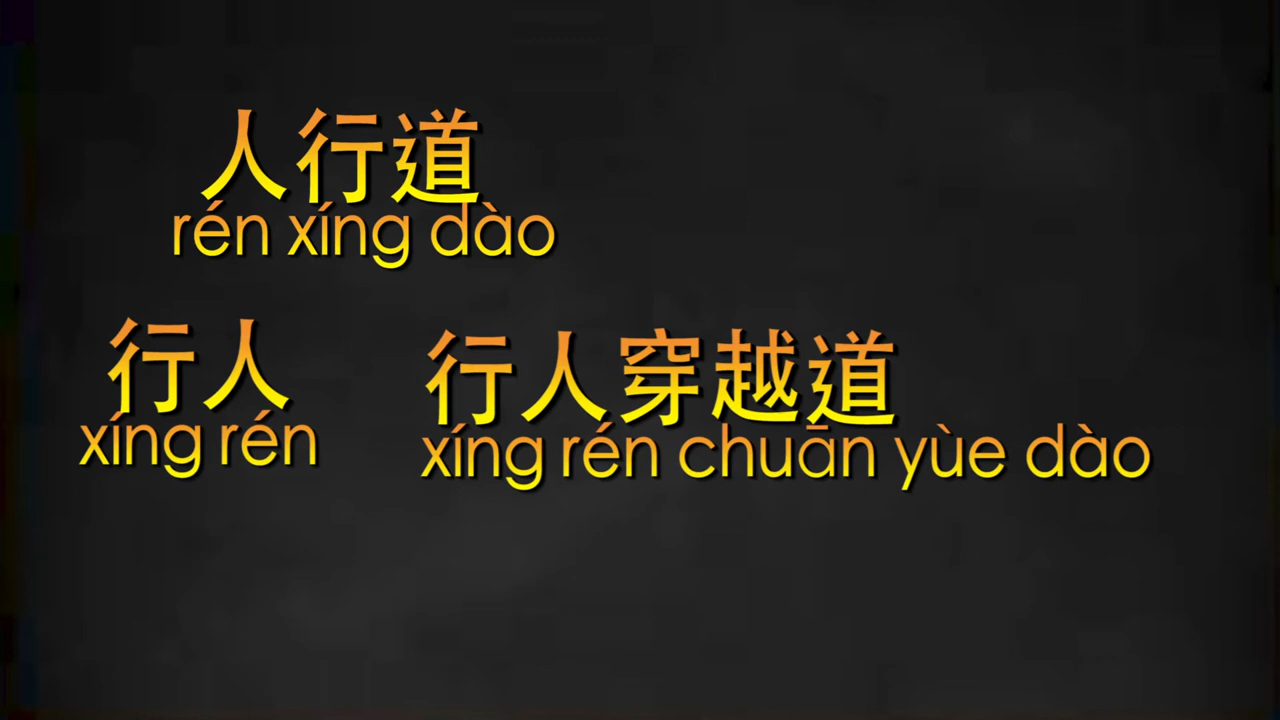 人行道
rén xíng dào
行人
xíng rén
行人穿越道
xíng rén chuān yùe dào